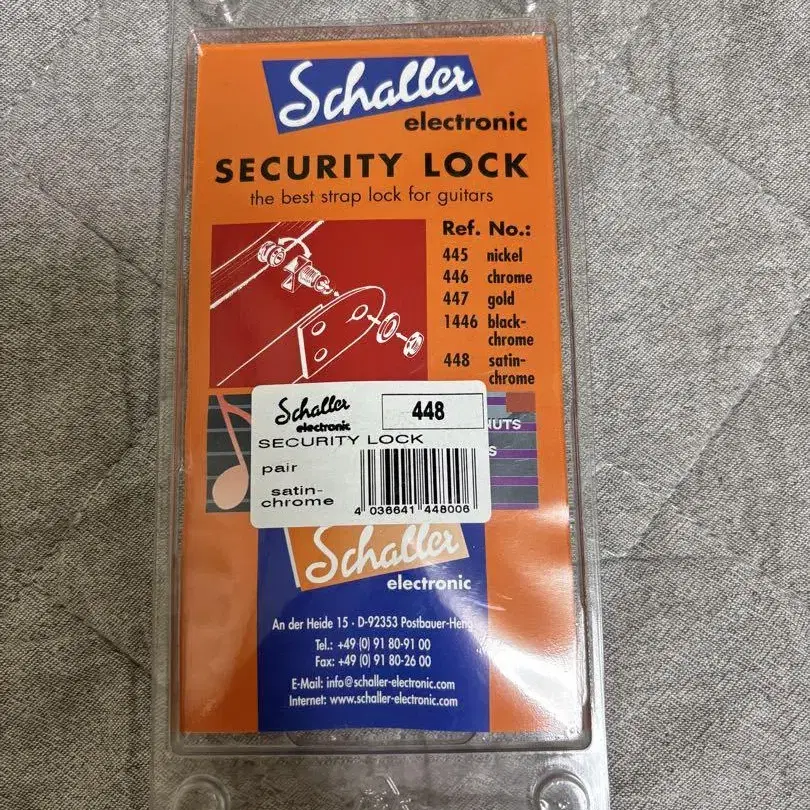 Schaller
electronic
SECURITY LOCK
the best strap lock for guitars
Ref. No.:
445 nickel
446 chrome
447 gold
1446 black-
chrome
448 satin-
chrome
Schaller
electronic
448
SECURITY LOCK
pair
satin-
chrome
4 036641 448006
Schaller
electronic
An der Heide 15 · D-92353 Postbauer-Heng
Tel.: +49 (0) 91 80-91 00
Fax: +49 (0) 91 80-26 00
E-Mail: info@schaller-electronic.com
Internet: www.schaller-electronic.com